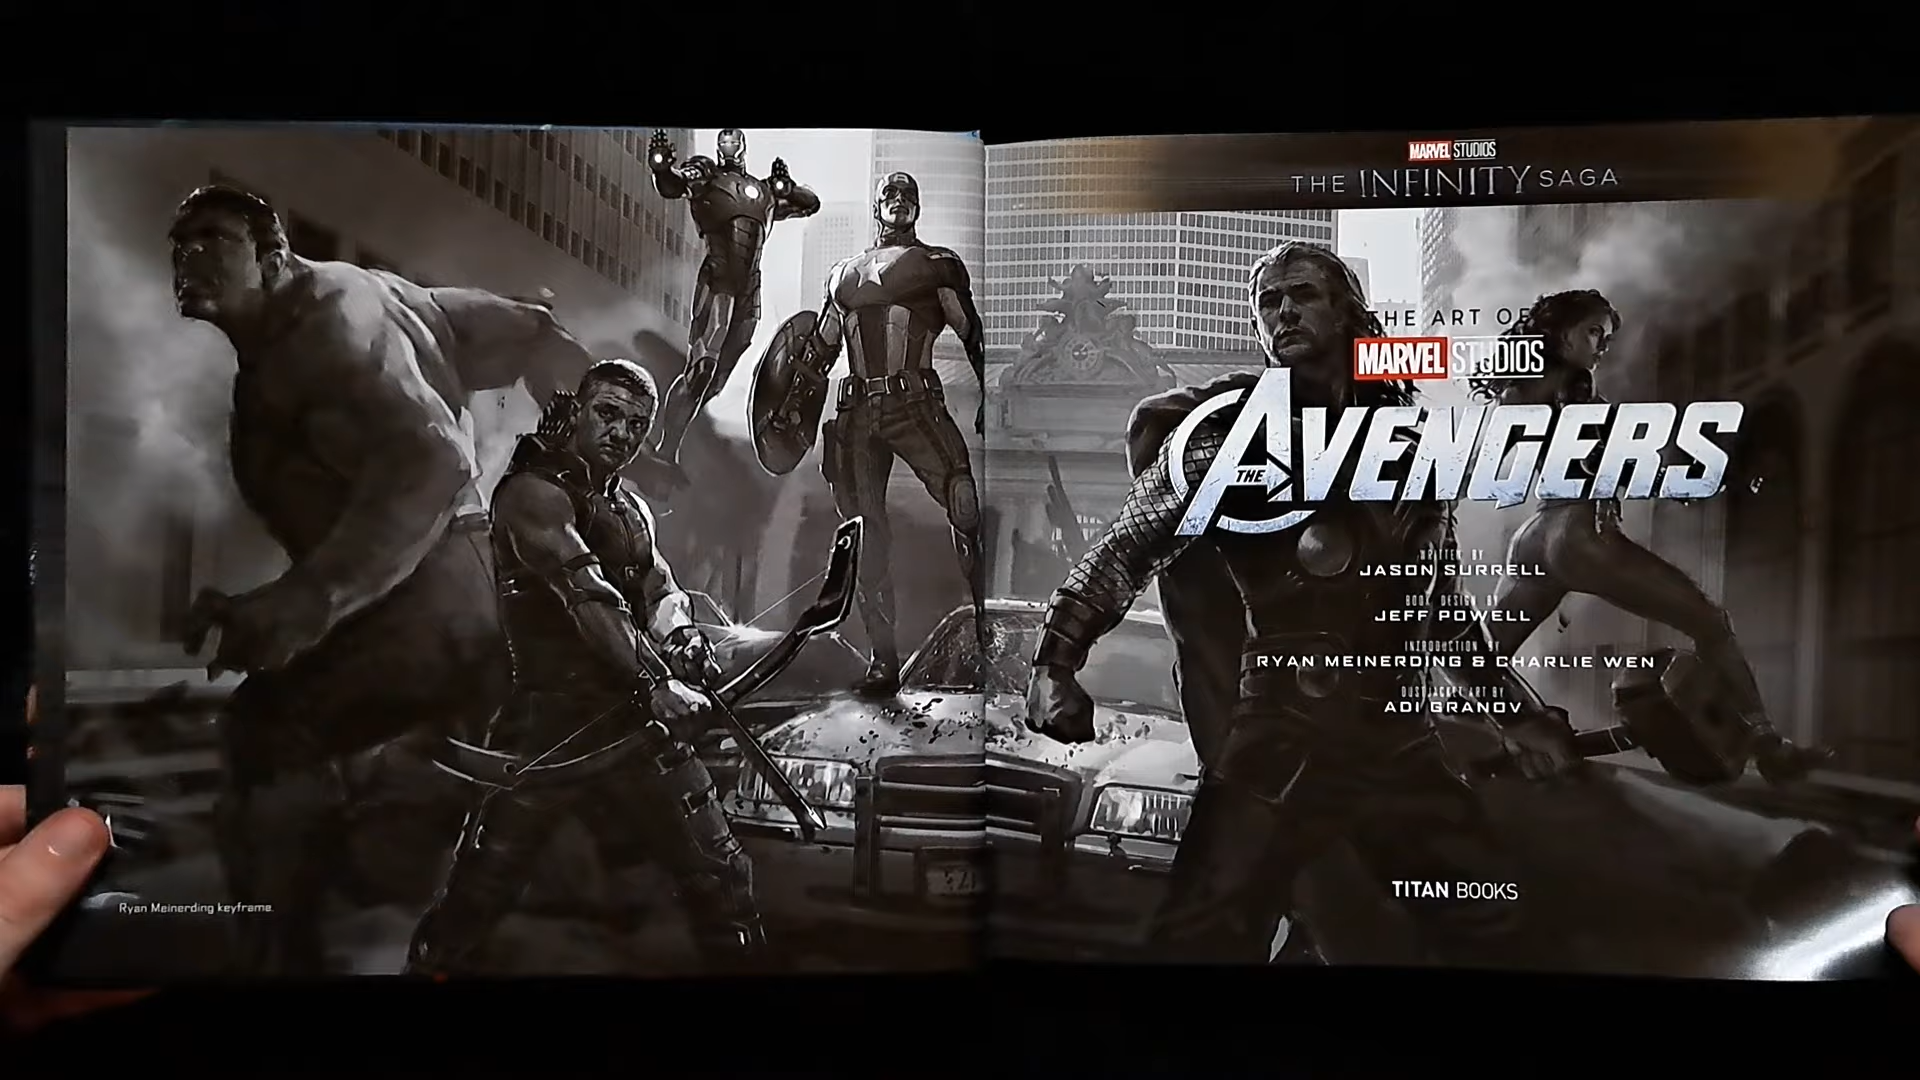 Ryan Meinerding keyframe.
MARVEL STUDIOS
THE INFINITY SAGA
THE ART OF
MARVEL STUDIOS
THE AVENGERS
WRITTEN BY
JASON SURRELL
BOOK DESIGN BY
JEFF POWELL
INTRODUCTION BY
RYAN MEINERDING & CHARLIE WEN
DUSTJACKET ART BY
ADI GRANOV
TITAN BOOKS